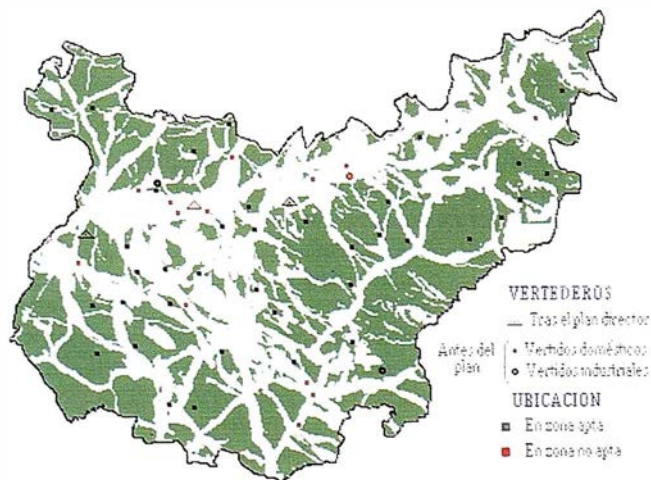 VERTEDEROS
Tras el plan director
Antes del plan
Vertidos domésticos
Vertidos industriales
UBICACION
En zona apta
En zona no apta